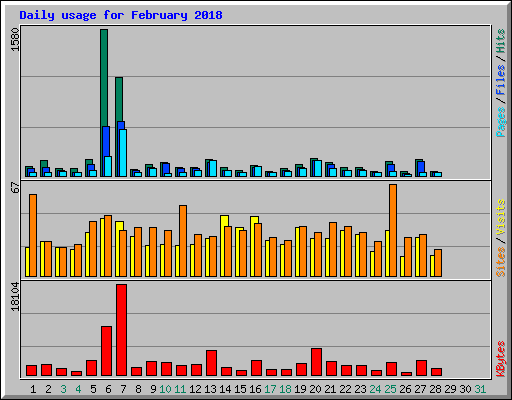 Daily usage for February 2018
1580
Pages / Files / Hits
67
Sites / Visits
18104
KBytes
1 2 3 4 5 6 7 8 9 10 11 12 13 14 15 16 17 18 19 20 21 22 23 24 25 26 27 28 29 30 31